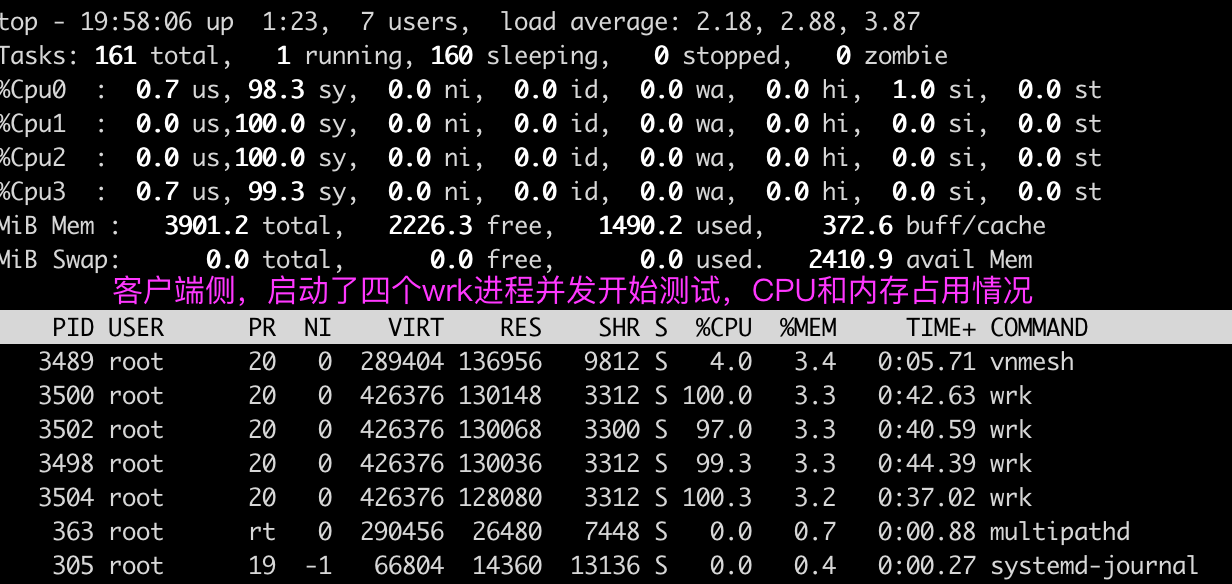 top - 19:58:06 up  1:23,  7 users,  load average: 2.18, 2.88, 3.87
Tasks: 161 total,   1 running, 160 sleeping,   0 stopped,   0 zombie
%Cpu0  :  0.7 us, 98.3 sy,  0.0 ni,  0.0 id,  0.0 wa,  0.0 hi,  1.0 si,  0.0 st
%Cpu1  :  0.0 us,100.0 sy,  0.0 ni,  0.0 id,  0.0 wa,  0.0 hi,  0.0 si,  0.0 st
%Cpu2  :  0.0 us,100.0 sy,  0.0 ni,  0.0 id,  0.0 wa,  0.0 hi,  0.0 si,  0.0 st
%Cpu3  :  0.7 us, 99.3 sy,  0.0 ni,  0.0 id,  0.0 wa,  0.0 hi,  0.0 si,  0.0 st
MiB Mem :   3901.2 total,   2226.3 free,   1490.2 used,    372.6 buff/cache
MiB Swap:      0.0 total,      0.0 free,      0.0 used.   2410.9 avail Mem
客户端侧，启动了四个wrk进程并发开始测试，CPU和内存占用情况
PID USER      PR  NI    VIRT    RES    SHR S  %CPU  %MEM     TIME+ COMMAND
3489 root      20   0  289404 136956   9812 S   4.0   3.4   0:05.71 vnmesh
3500 root      20   0  426376 130148   3312 S 100.0   3.3   0:42.63 wrk
3502 root      20   0  426376 130068   3300 S  97.0   3.3   0:40.59 wrk
3498 root      20   0  426376 130036   3312 S  99.3   3.3   0:44.39 wrk
3504 root      20   0  426376 128080   3312 S 100.3   3.2   0:37.02 wrk
363 root      rt   0  290456  26480   7448 S   0.0   0.7   0:00.88 multipathd
305 root      19  -1   66804  14360  13136 S   0.0   0.4   0:00.27 systemd-journal